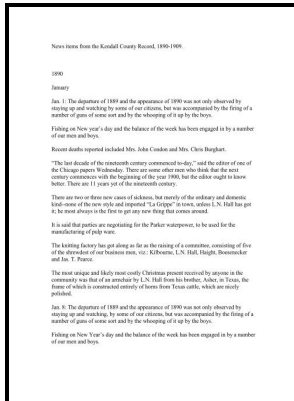 News items from the Kendall County Record, 1890-1909.
1890
January
Jan. 1: The departure of 1889 and the appearance of 1890 was not only observed by
staying up and watching by some of our citizens, but was accompanied by the firing of a
number of guns of some sort and by the whooping of it up by the boys.
Fishing on New year's day and the balance of the week has been engaged in by a number
of our men and boys.
Recent deaths reported included Mrs. John Condon and Mrs. Chris Burghart.
"The last decade of the nineteenth century commenced to-day," said the editor of one of
the Chicago papers Wednesday. There are some other men who think that the next
century commences with the beginning of the year 1900, but the editor ought to know
better. There are 11 years yet of the nineteenth century.
There are two or three now cases of sickness, but merely of the ordinary and domestic
kind--none of the new style and imported "La Grippe" in town, unless L.N. Hall has got
it; he most always is the first to get any new thing that comes around.
It is said that parties are negotiating for the Parker waterpower, to be used for the
manufacturing of pulp ware.
The knitting factory has got along as far as the raising of a committee, consisting of five
of the shrewdest of our business men, viz.: Kilbourne, L.N. Hall, Haight, Boesenecker
and Jas. T. Pearce.
The most unique and likely most costly Christmas present received by anyone in the
community was that of an armchair by L.N. Hall from his brother, Asher, in Texas, the
frame of which is constructed entirely of horns from Texas cattle, which are nicely
polished.
Jan. 8: The departure of 1889 and the appearance of 1890 was not only observed by
staying up and watching, by some of our citizens, but was accompanied by the firing of a
number of guns of some sort and by the whooping of it up by the boys.
Fishing on New Year's day and the balance of the week has been engaged in by a number
of our men and boys.